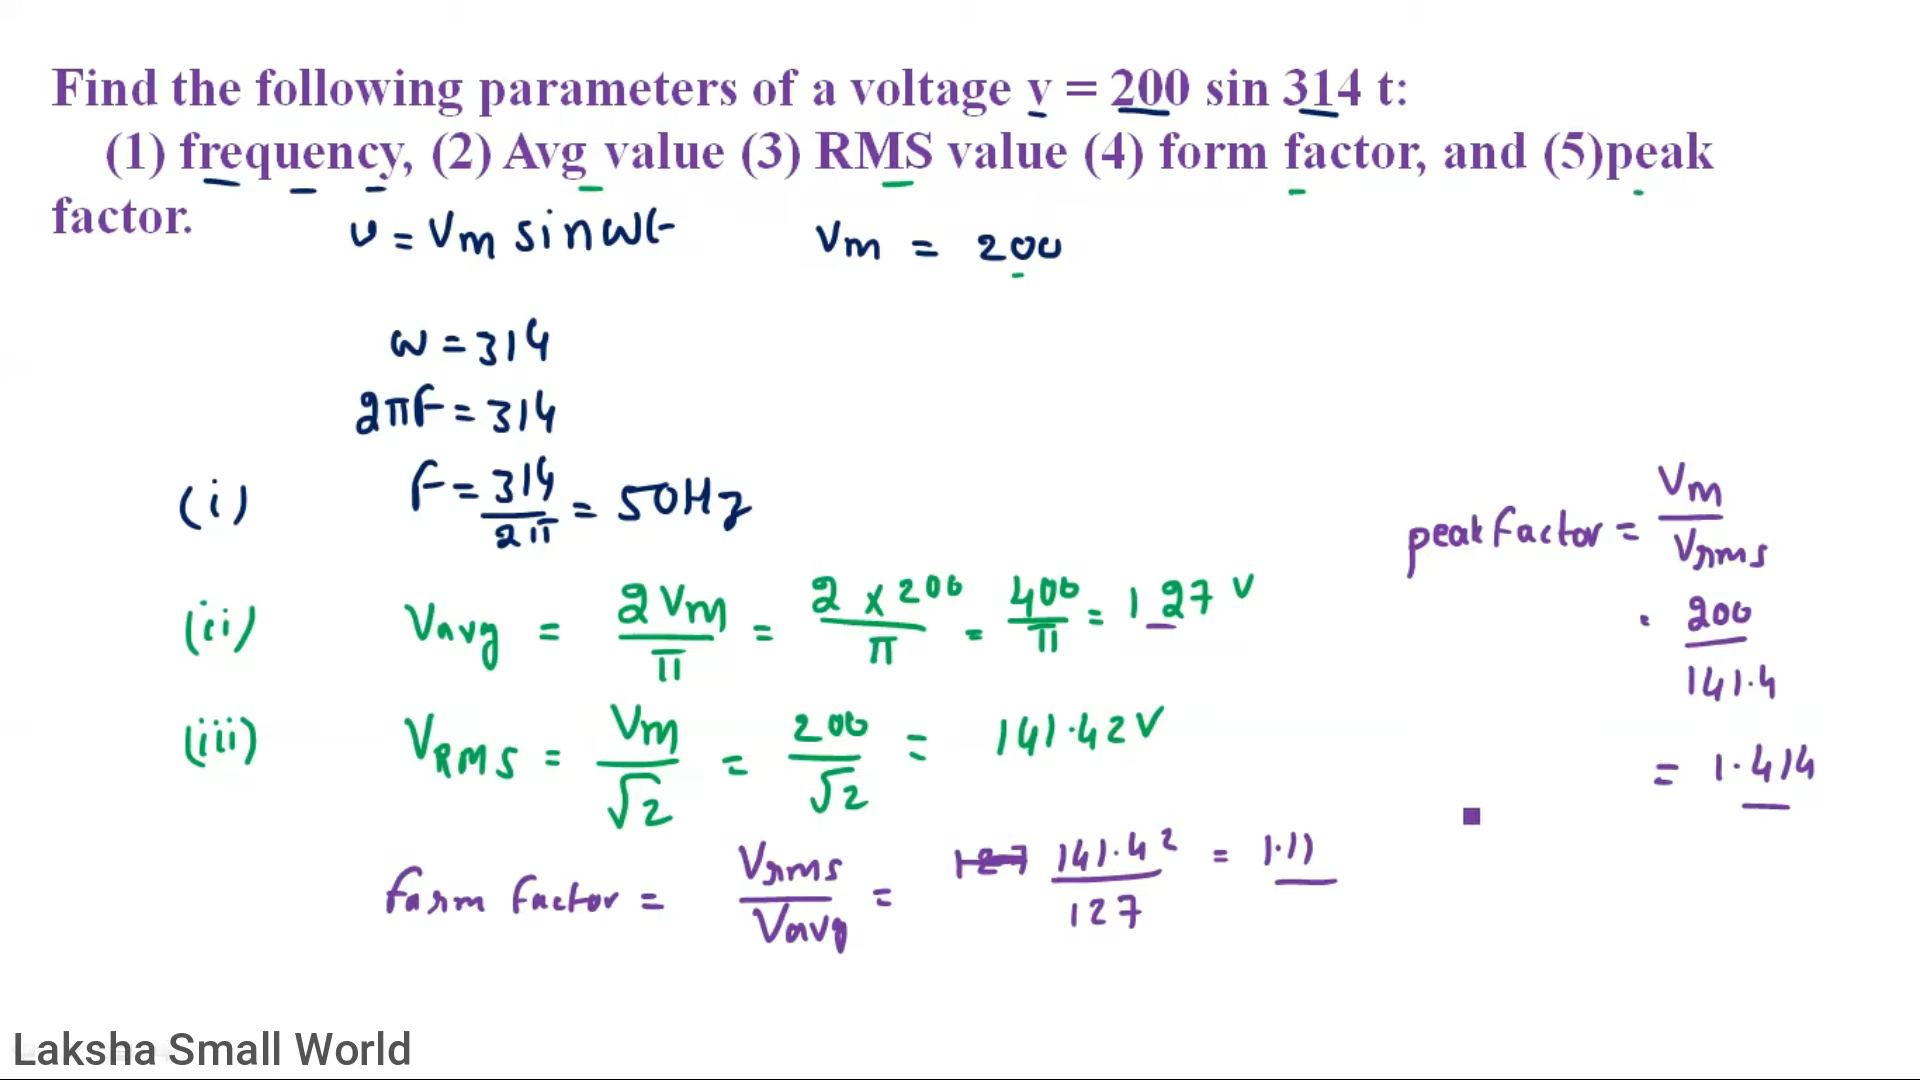 Find the following parameters of a voltage v = 200 sin 314 t:
(1) frequency, (2) Avg value (3) RMS value (4) form factor, and (5)peak
factor.
v = Vm sin ωt Vm = 200
ω = 314
2πF = 314
(i) F = 314/2π = 50Hz
(ii) Vavg = 2Vm/π = 2 x 200/π = 400/π = 127 V
(iii) VRMS = Vm/√2 = 200/√2 = 141.42V
form factor = Vrms/Vavg = 127 141.42/127 = 1.11
peak factor = Vm/Vrms
= 200/141.4
= 1.414
Laksha Small World